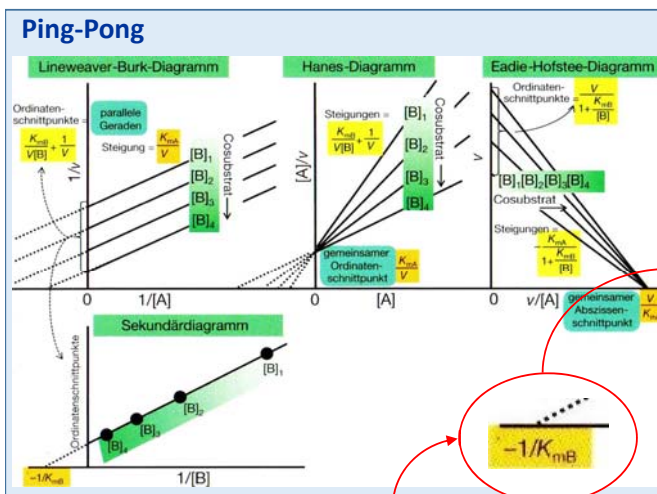 Ping-Pong
Lineweaver-Burk-Diagramm
Ordinaten-
schnittpunkte =
K_mB/V[B] + 1/V
parallele
Geraden
Steigung = K_mA/V
1/v
[B]₁
[B]₂
[B]₃
[B]₄
Cosubstrat
0
1/[A]
Hanes-Diagramm
Steigungen =
K_mB/V[B] + 1/V
[A]/v
[B]₁
[B]₂
[B]₃
[B]₄
Cosubstrat
gemeinsamer
Ordinaten-
schnittpunkt
K_mA/V
0
[A]
Eadie-Hofstee-Diagramm
Ordinaten-
schnittpunkte = V/(1 + K_mB/[B])
v
[B]₁[B]₂[B]₃[B]₄
Cosubstrat
Steigungen =
-K_mA/(1 + K_mB/[B])
0
v/[A]
gemeinsamer
Abszissen-
schnittpunkt
Sekundärdiagramm
Ordinatenschnittpunkte
[B]₁
[B]₂
[B]₃
[B]₄
−1/K_mB
0
1/[B]
−1/K_mB